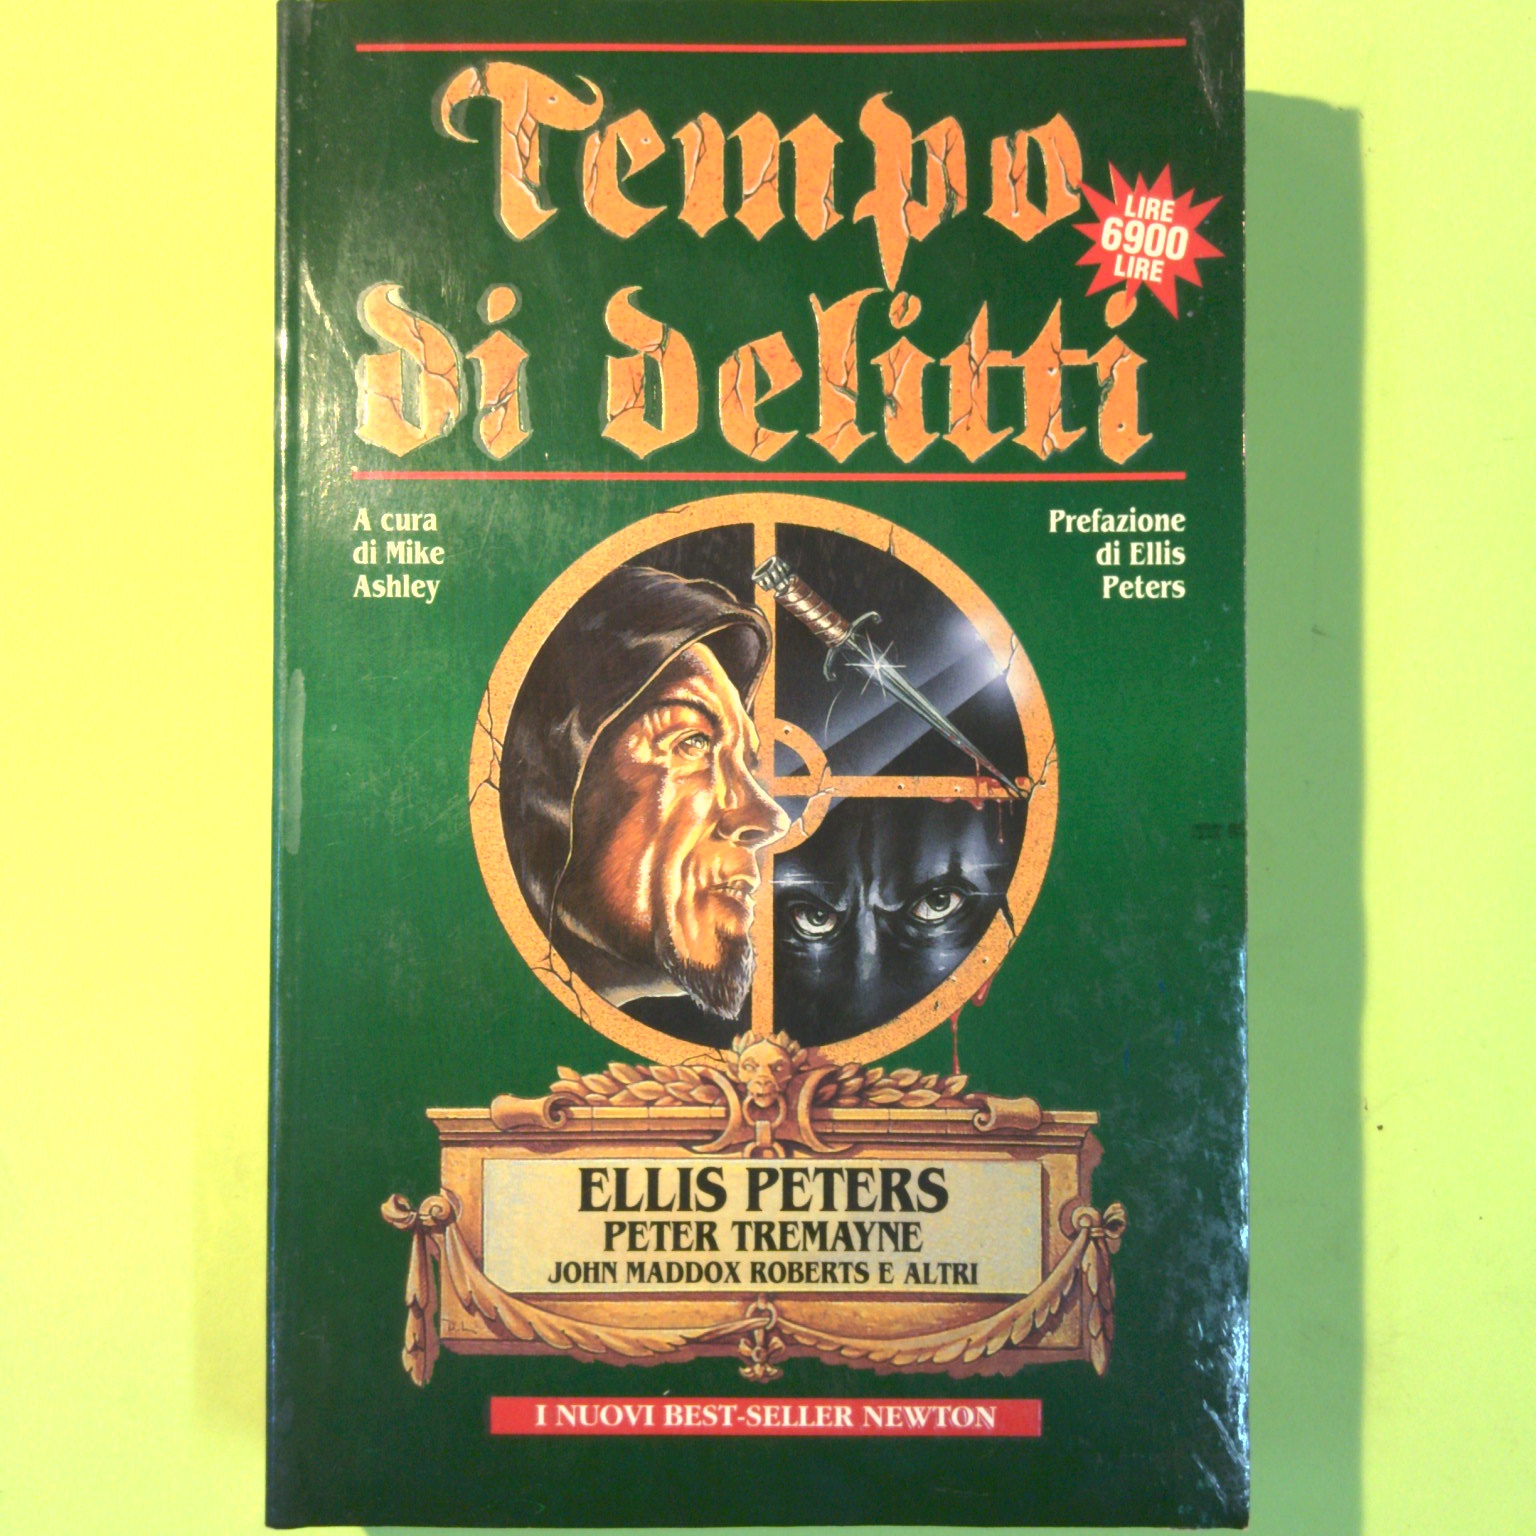 Tempo
di delitti
LIRE
6900
LIRE
A cura
di Mike
Ashley
Prefazione
di Ellis
Peters
ELLIS PETERS
PETER TREMAYNE
JOHN MADDOX ROBERTS E ALTRI
I NUOVI BEST-SELLER NEWTON